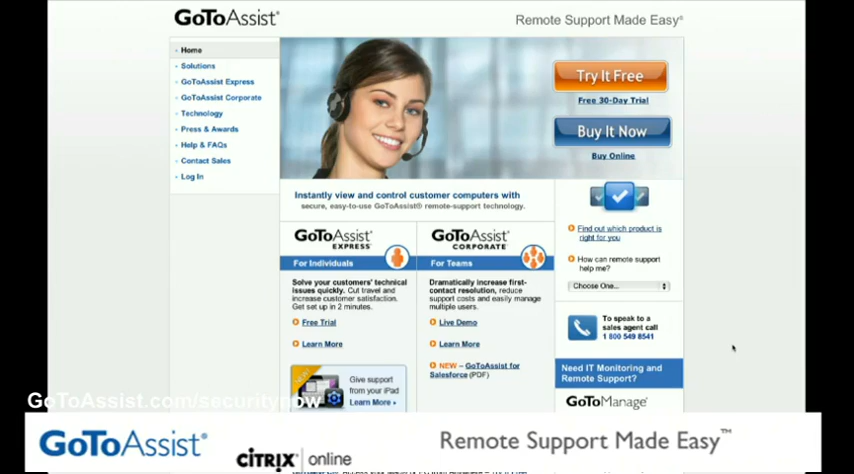 GoToAssist®
Remote Support Made Easy®
Home
Solutions
GoToAssist Express
GoToAssist Corporate
Technology
Press & Awards
Help & FAQs
Contact Sales
Log In
Try It Free
Free 30-Day Trial
Buy It Now
Buy Online
Instantly view and control customer computers with
secure, easy-to-use GoToAssist® remote-support technology.
GoToAssist
EXPRESS™
For Individuals
Solve your customers' technical
issues quickly. Cut travel and
increase customer satisfaction.
Get set up in 2 minutes.
Free Trial
Learn More
Give support
from your iPad
Learn More
GoToAssist
CORPORATE™
For Teams
Dramatically increase first-
contact resolution, reduce
support costs and easily manage
multiple users.
Live Demo
Learn More
NEW – GoToAssist for
Salesforce (PDF)
Find out which product is
right for you
How can remote support
help me?
Choose One...
To speak to a
sales agent call
1 800 549 8541
Need IT Monitoring and
Remote Support?
GoToManage
GoToAssist.com/securitynow
GoToAssist®
CITRIX® online
Remote Support Made Easy™